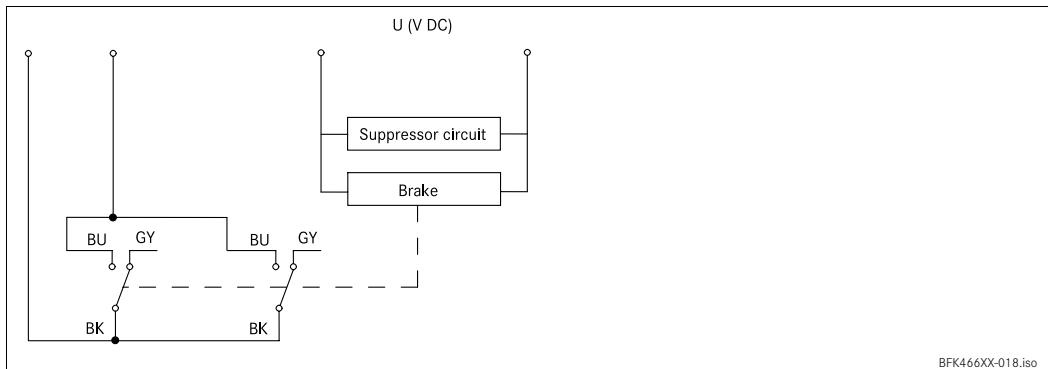 U (V DC)
Suppressor circuit
Brake
BU GY BU GY
BK BK
BFK466XX-018.iso